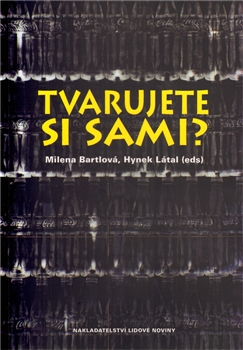 TVARUJETE
SI SAMI?
Milena Bartlová, Hynek Látal (eds)
NAKLADATELSTVÍ LIDOVÉ NOVINY